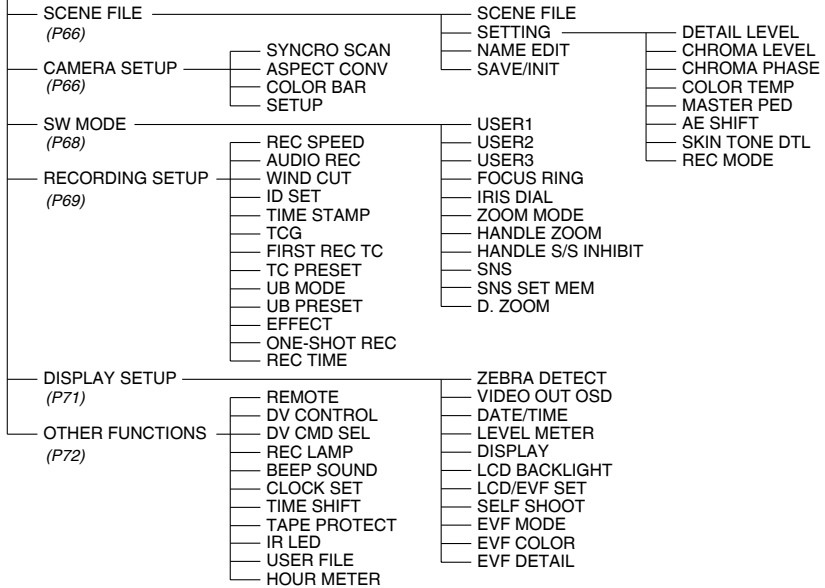 SCENE FILE
(P66)
SCENE FILE
SETTING
NAME EDIT
SAVE/INIT
DETAIL LEVEL
CHROMA LEVEL
CHROMA PHASE
COLOR TEMP
MASTER PED
AE SHIFT
SKIN TONE DTL
REC MODE
CAMERA SETUP
(P66)
SYNCRO SCAN
ASPECT CONV
COLOR BAR
SETUP
SW MODE
(P68)
USER1
USER2
USER3
FOCUS RING
IRIS DIAL
ZOOM MODE
HANDLE ZOOM
HANDLE S/S INHIBIT
SNS
SNS SET MEM
D. ZOOM
RECORDING SETUP
(P69)
REC SPEED
AUDIO REC
WIND CUT
ID SET
TIME STAMP
TCG
FIRST REC TC
TC PRESET
UB MODE
UB PRESET
EFFECT
ONE-SHOT REC
REC TIME
DISPLAY SETUP
(P71)
ZEBRA DETECT
VIDEO OUT OSD
DATE/TIME
LEVEL METER
DISPLAY
LCD BACKLIGHT
LCD/EVF SET
SELF SHOOT
EVF MODE
EVF COLOR
EVF DETAIL
OTHER FUNCTIONS
(P72)
REMOTE
DV CONTROL
DV CMD SEL
REC LAMP
BEEP SOUND
CLOCK SET
TIME SHIFT
TAPE PROTECT
IR LED
USER FILE
HOUR METER